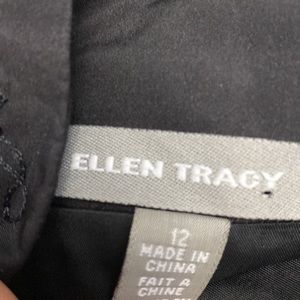 ELLEN TRACY
12
MADE IN
CHINA
FAIT A
CHINE